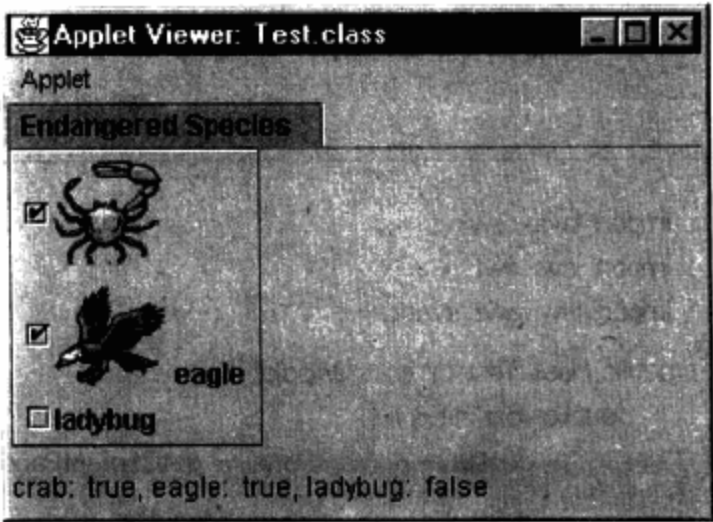 Applet Viewer: Test.class
Applet
Endangered Species
eagle
ladybug
crab: true, eagle: true, ladybug: false